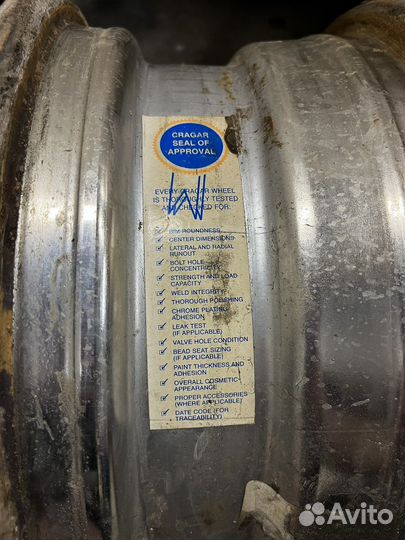 CRAGAR
SEAL OF
APPROVAL
EVERY CRAGAR WHEEL
IS THOROUGHLY TESTED
AND CHECKED FOR:
RIM ROUNDNESS
CENTER DIMENSIONS
LATERAL AND RADIAL
RUNOUT
BOLT HOLE
CONCENTRICITY
STRENGTH AND LOAD
CAPACITY
WELD INTEGRITY
THOROUGH POLISHING
CHROME PLATING
ADHESION
LEAK TEST
(IF APPLICABLE)
VALVE HOLE CONDITION
BEAD SEAT SIZING
(IF APPLICABLE)
PAINT THICKNESS AND
ADHESION
OVERALL COSMETIC
APPEARANCE
PROPER ACCESSORIES
(WHERE APPLICABLE)
DATE CODE (FOR
TRACEABILITY)
Avito